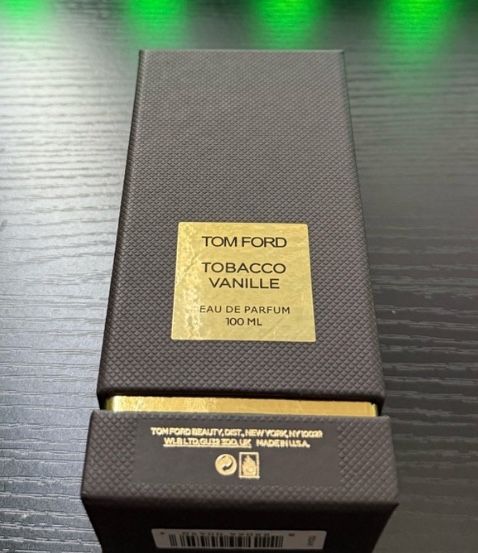 TOM FORD
TOBACCO
VANILLE
EAU DE PARFUM
100 ML
TOM FORD BEAUTY, DIST., NEW YORK, NY 10022
MADE IN U.S.A.